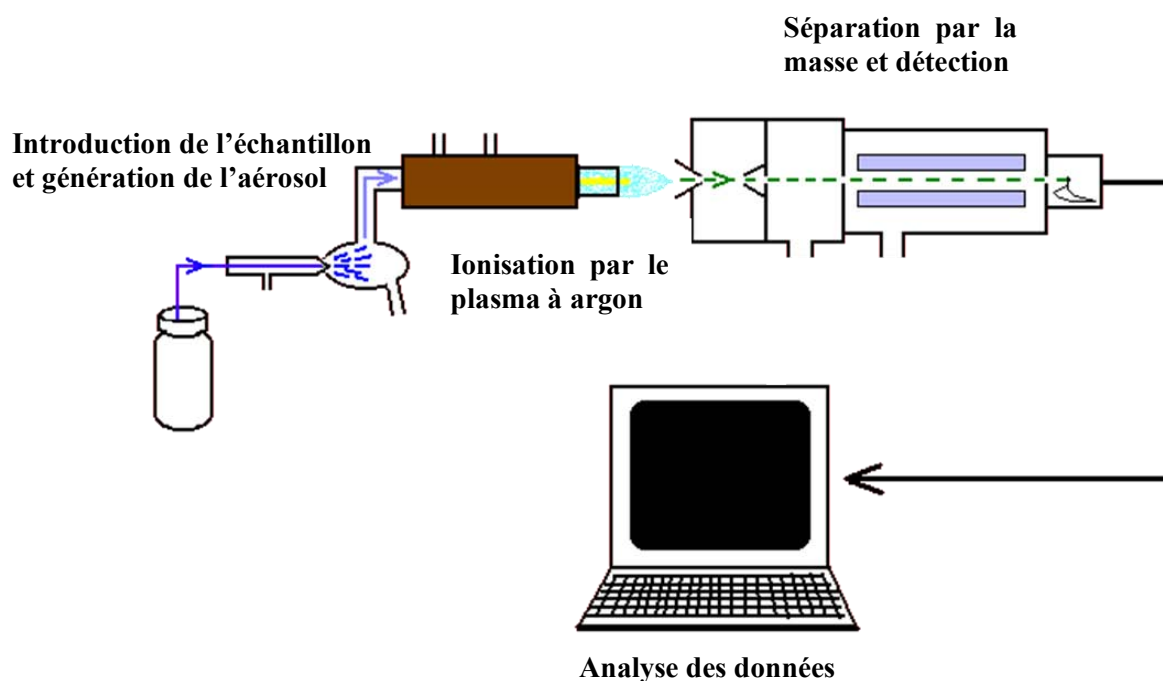 Séparation par la
masse et détection
Introduction de l’échantillon
et génération de l’aérosol
Ionisation par le
plasma à argon
Analyse des données